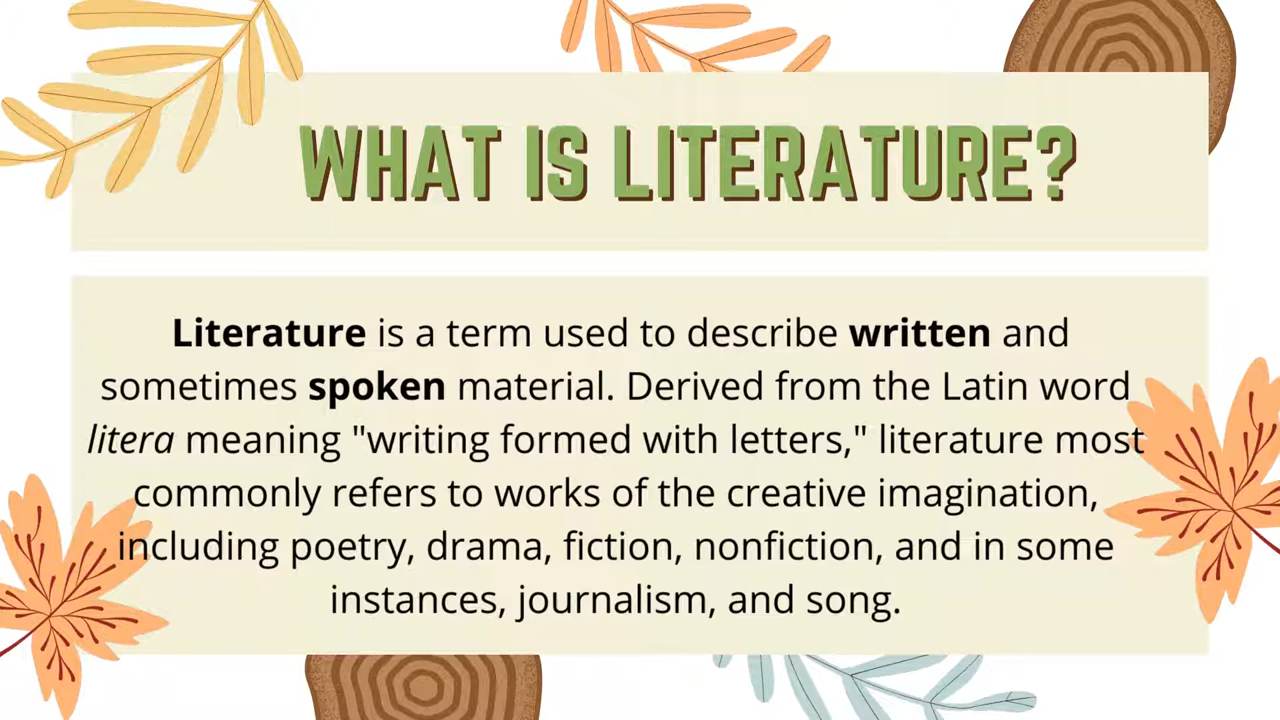 WHAT IS LITERATURE?
Literature is a term used to describe written and
sometimes spoken material. Derived from the Latin word
litera meaning "writing formed with letters," literature most
commonly refers to works of the creative imagination,
including poetry, drama, fiction, nonfiction, and in some
instances, journalism, and song.